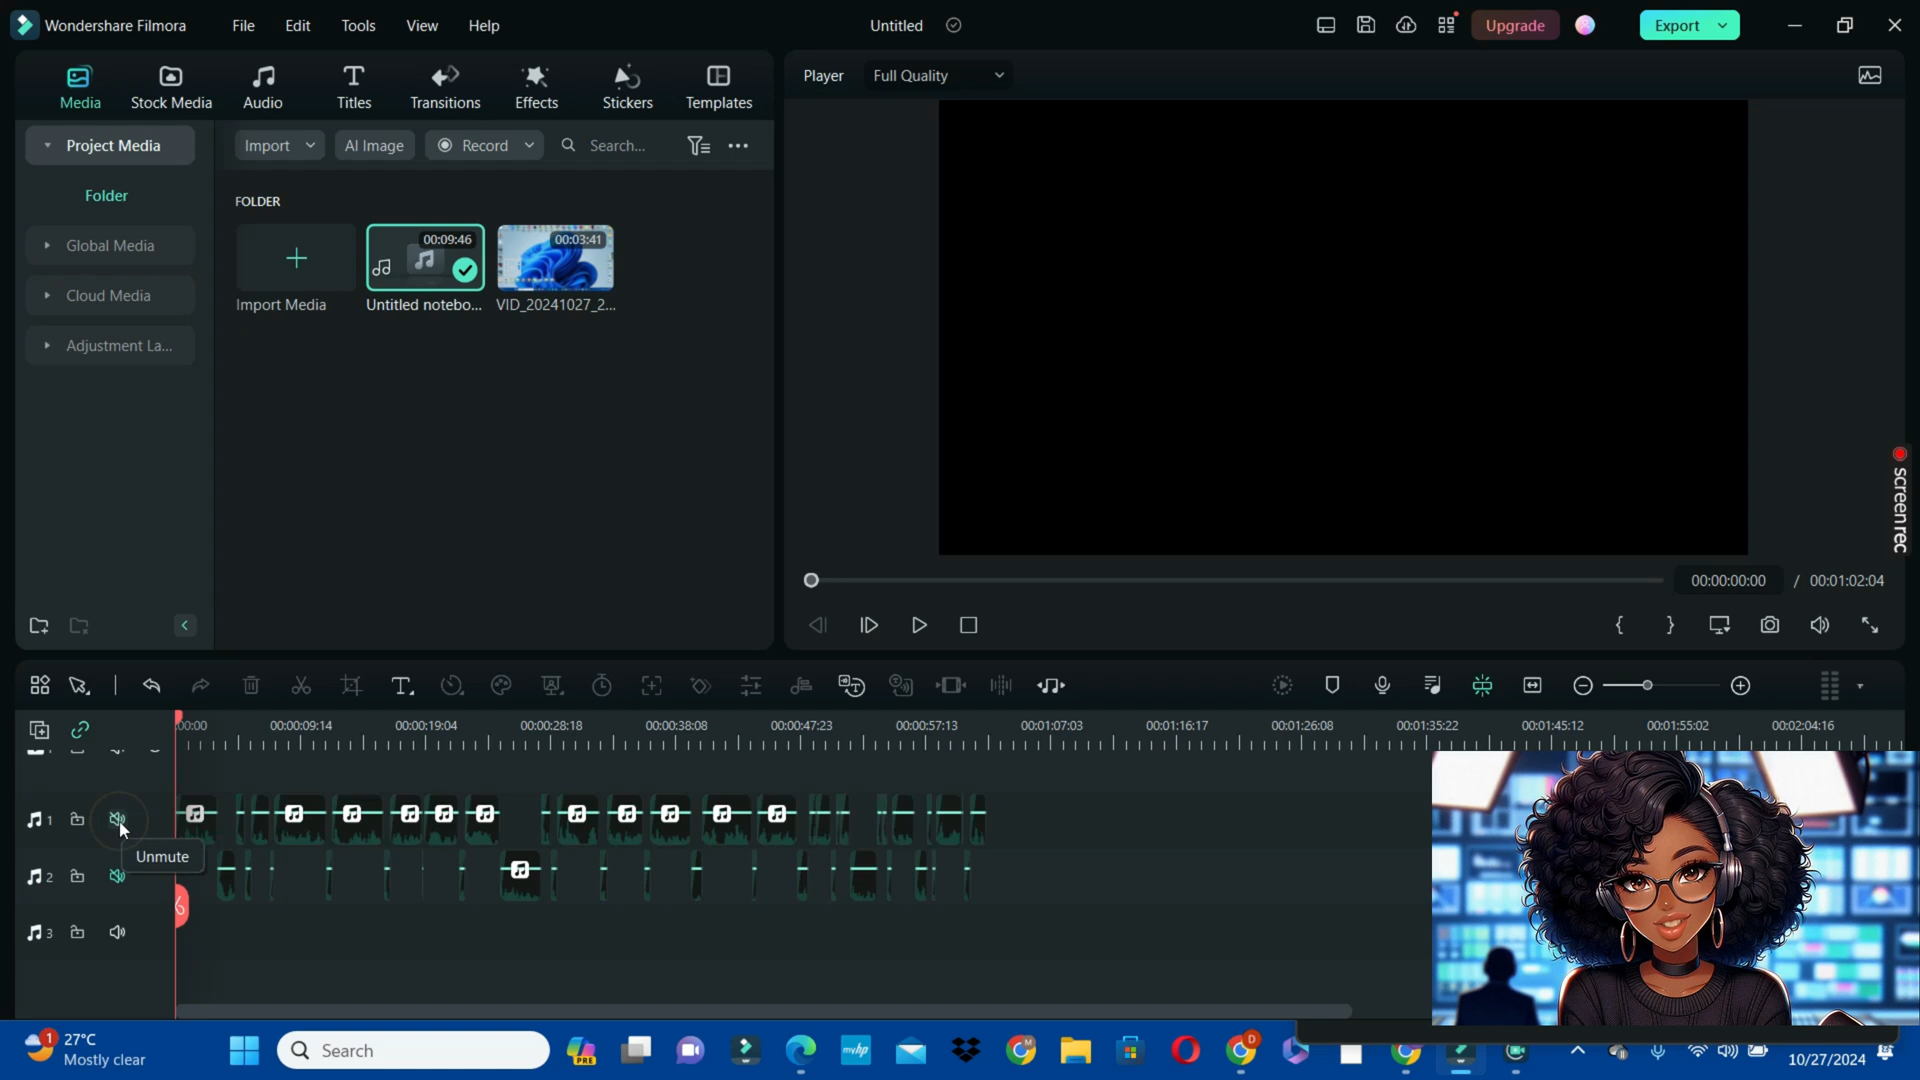 Wondershare Filmora
File
Edit
Tools
View
Help
Untitled
Upgrade
Export
Media
Stock Media
Audio
Titles
Transitions
Effects
Stickers
Templates
Player
Full Quality
Project Media
Import
AI Image
Record
Search...
Folder
FOLDER
Global Media
Cloud Media
Adjustment La...
00:09:46
00:03:41
Import Media
Untitled notebo...
VID_20241027_2...
screenrec
00:00:00:00
/ 00:01:02:04
:00:00
00:00:09:14
00:00:19:04
00:00:28:18
00:00:38:08
00:00:47:23
00:00:57:13
00:01:07:03
00:01:16:17
00:01:26:08
00:01:35:22
00:01:45:12
00:01:55:02
00:02:04:16
1
Unmute
2
3
1
27°C
Mostly clear
Search
PRE
myhp
M
D
10/27/2024